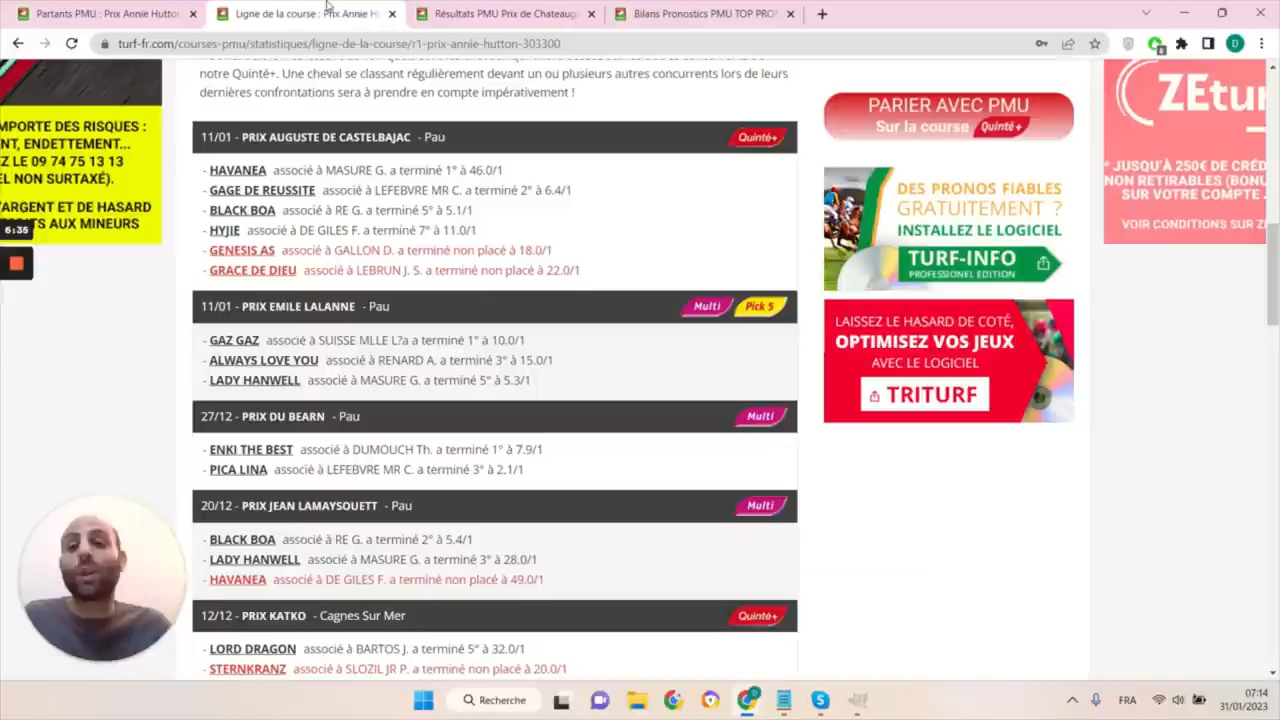 Partants PMU : Prix Annie Hutton
Ligne de la course : Prix Annie H
Résultats PMU Prix de Chateaug
Bilans Pronostics PMU TOP PRO
turf-fr.com/courses-pmu/statistiques/ligne-de-la-course/r1-prix-annie-hutton-303300
D
notre Quinté+. Une cheval se classant régulièrement devant un ou plusieurs autres concurrents lors de leurs
dernières confrontations sera à prendre en compte impérativement !
MPORTE DES RISQUES :
NT, ENDETTEMENT...
Z LE 09 74 75 13 13
EL NON SURTAXÉ).
'ARGENT ET DE HASARD
AUX MINEURS
6:35
11/01 - PRIX AUGUSTE DE CASTELBAJAC - Pau Quinté+
- HAVANEA associé à MASURE G. a terminé 1° à 46.0/1
- GAGE DE REUSSITE associé à LEFEBVRE MR C. a terminé 2° à 6.4/1
- BLACK BOA associé à RE G. a terminé 5° à 5.1/1
- HYJIE associé à DE GILES F. a terminé 7° à 11.0/1
- GENESIS AS associé à GALLON D. a terminé non placé à 18.0/1
- GRACE DE DIEU associé à LEBRUN J. S. a terminé non placé à 22.0/1
11/01 - PRIX EMILE LALANNE - Pau Multi Pick 5
- GAZ GAZ associé à SUISSE MLLE L?a a terminé 1° à 10.0/1
- ALWAYS LOVE YOU associé à RENARD A. a terminé 3° à 15.0/1
- LADY HANWELL associé à MASURE G. a terminé 5° à 5.3/1
27/12 - PRIX DU BEARN - Pau Multi
- ENKI THE BEST associé à DUMOUCH Th. a terminé 1° à 7.9/1
- PICA LINA associé à LEFEBVRE MR C. a terminé 3° à 2.1/1
20/12 - PRIX JEAN LAMAYSOUETT - Pau Multi
- BLACK BOA associé à RE G. a terminé 2° à 5.4/1
- LADY HANWELL associé à MASURE G. a terminé 3° à 28.0/1
- HAVANEA associé à DE GILES F. a terminé non placé à 49.0/1
12/12 - PRIX KATKO - Cagnes Sur Mer Quinté+
- LORD DRAGON associé à BARTOS J. a terminé 5° à 32.0/1
- STERNKRANZ associé à SLOZIL JR P. a terminé non placé à 20.0/1
PARIER AVEC PMU
Sur la course Quinté+
DES PRONOS FIABLES
GRATUITEMENT ?
INSTALLEZ LE LOGICIEL
TURF-INFO
PROFESSIONEL EDITION
LAISSEZ LE HASARD DE COTÉ,
OPTIMISEZ VOS JEUX
AVEC LE LOGICIEL
TRITURF
ZEtur
* JUSQU'À 250€ DE CRÉD
NON RETIRABLES (BONU
SUR VOTRE COMPTE
VOIR CONDITIONS SUR ZE
Recherche
FRA
07:14
31/01/2023